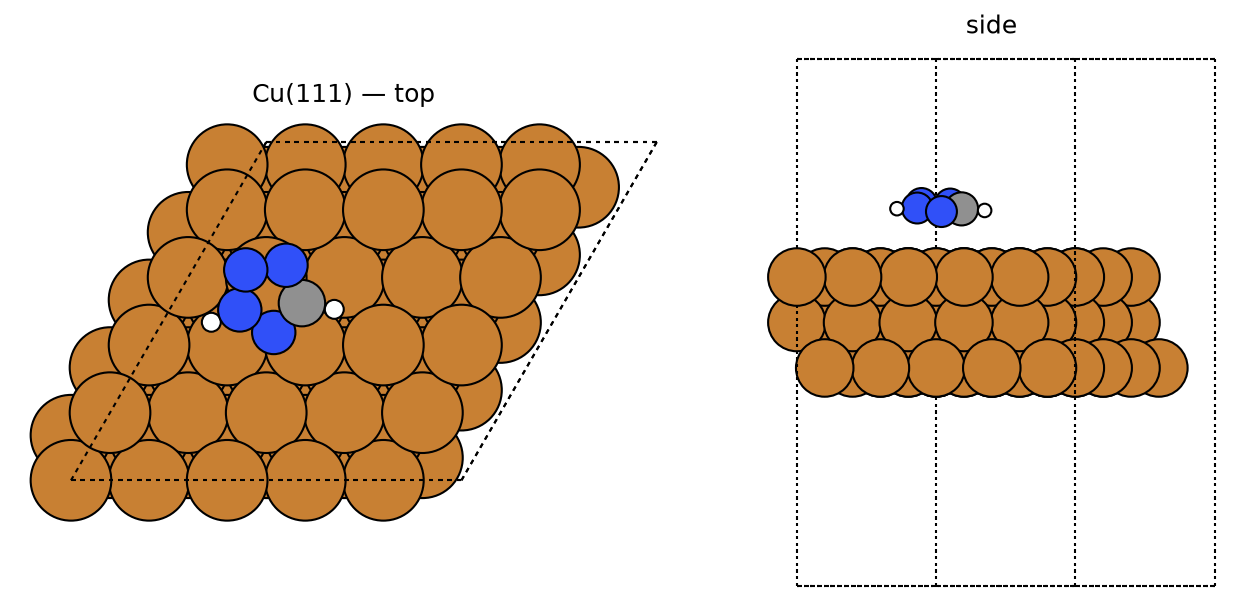 side
Cu(111) — top